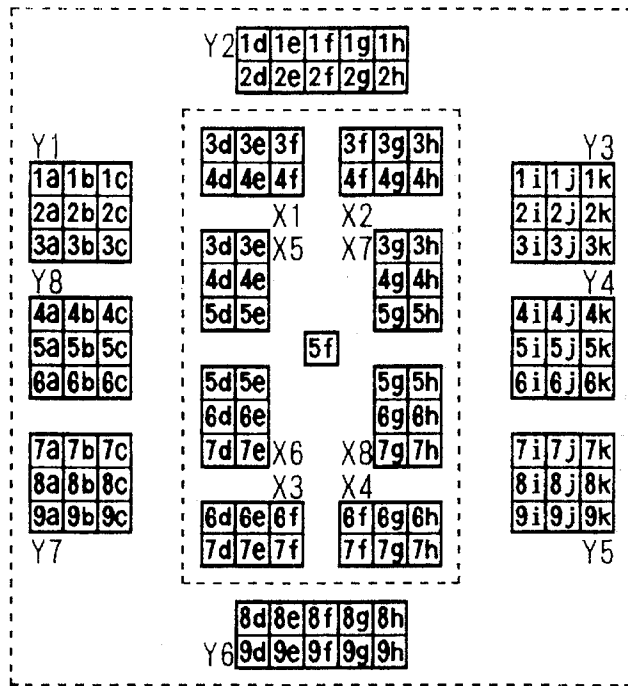 Y2 1d 1e 1f 1g 1h
2d 2e 2f 2g 2h
Y1
1a 1b 1c
2a 2b 2c
3a 3b 3c
Y8
4a 4b 4c
5a 5b 5c
6a 6b 6c
7a 7b 7c
8a 8b 8c
9a 9b 9c
Y7
3d 3e 3f
4d 4e 4f
X1
3f 3g 3h
4f 4g 4h
X2
X5
3d 3e
4d 4e
5d 5e
X7
3g 3h
4g 4h
5g 5h
5f
5d 5e
6d 6e
7d 7e
X6
5g 5h
6g 6h
7g 7h
X8
X3
6d 6e 6f
7d 7e 7f
X4
6f 6g 6h
7f 7g 7h
Y3
1i 1j 1k
2i 2j 2k
3i 3j 3k
Y4
4i 4j 4k
5i 5j 5k
6i 6j 6k
7i 7j 7k
8i 8j 8k
9i 9j 9k
Y5
8d 8e 8f 8g 8h
Y6 9d 9e 9f 9g 9h